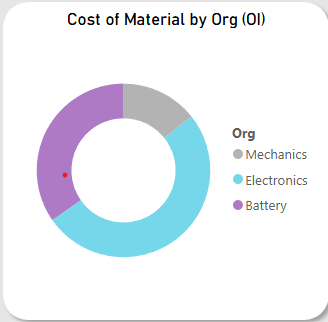 Cost of Material by Org (OI)
Org
Mechanics
Electronics
Battery